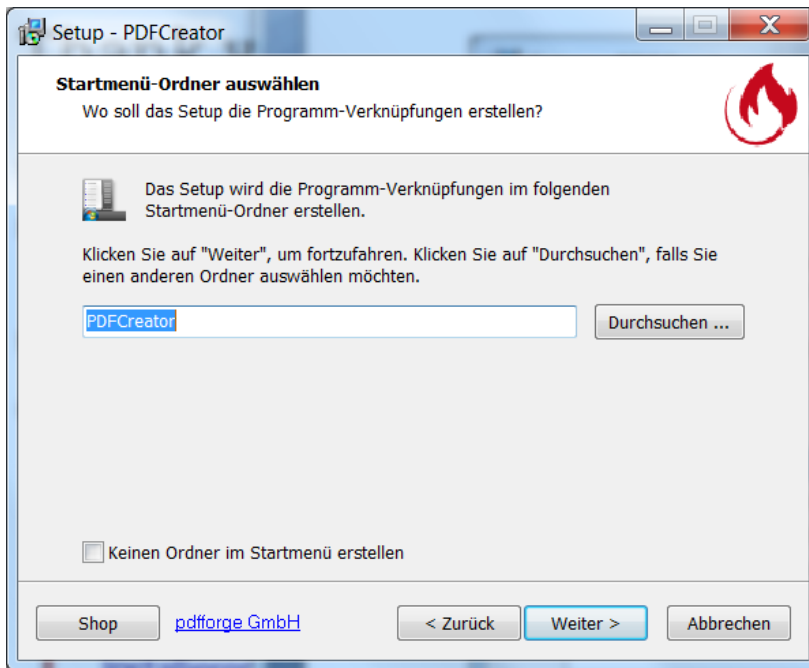 Setup - PDFCreator
Startmenü-Ordner auswählen
Wo soll das Setup die Programm-Verknüpfungen erstellen?
Das Setup wird die Programm-Verknüpfungen im folgenden
Startmenü-Ordner erstellen.
Klicken Sie auf "Weiter", um fortzufahren. Klicken Sie auf "Durchsuchen", falls Sie
einen anderen Ordner auswählen möchten.
PDFCreator
Durchsuchen ...
Keinen Ordner im Startmenü erstellen
Shop
pdfforge GmbH
< Zurück
Weiter >
Abbrechen